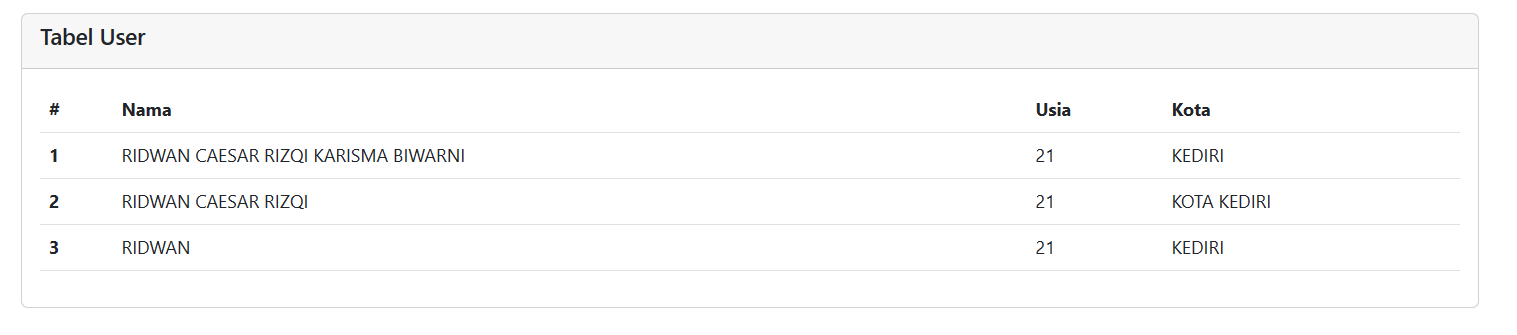 Tabel User
# Nama Usia Kota
1 RIDWAN CAESAR RIZQI KARISMA BIWARNI 21 KEDIRI
2 RIDWAN CAESAR RIZQI 21 KOTA KEDIRI
3 RIDWAN 21 KEDIRI